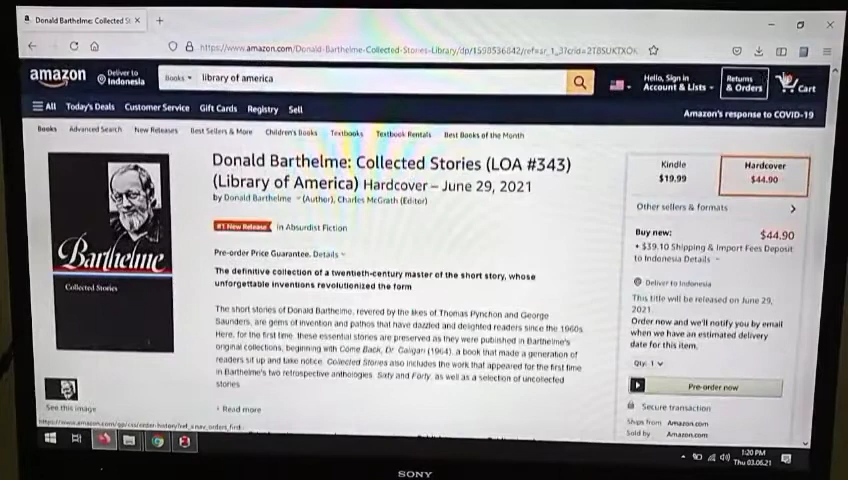 Donald Barthelme: Collected St
https://www.amazon.com/Donald-Barthelme-Collected-Stories-Library/dp/1598536842/
amazon
Deliver to
Indonesia
Books
library of america
Hello, Sign in
Account & Lists
Returns
& Orders
Cart
All Today's Deals Customer Service Gift Cards Registry Sell
Amazon's response to COVID-19
Books Advanced Search New Releases Best Sellers & More Children's Books Textbooks Textbook Rentals Best Books of the Month
Donald Barthelme: Collected Stories (LOA #343)
(Library of America) Hardcover – June 29, 2021
by Donald Barthelme (Author), Charles McGrath (Editor)
#1 New Release in Absurdist Fiction
Pre-order Price Guarantee. Details
The definitive collection of a twentieth-century master of the short story, whose
unforgettable inventions revolutionized the form
The short stories of Donald Barthelme, revered by the likes of Thomas Pynchon and George
Saunders, are gems of invention and pathos that have dazzled and delighted readers since the 1960s
Here, for the first time, these essential stories are preserved as they were published in Barthelme's
original collections, beginning with Come Back, Dr. Caligari (1964), a book that made a generation of
readers sit up and take notice. Collected Stories also includes the work that appeared for the first time
in Barthelme's two retrospective anthologies, Sixty and Forty, as well as a selection of uncollected
stories
Read more
Barthelme
Collected Stories
See this image
Kindle
$19.99
Hardcover
$44.90
Other sellers & formats
Buy new: $44.90
+ $39.10 Shipping & Import Fees Deposit
to Indonesia Details
Deliver to Indonesia
This title will be released on June 29,
2021.
Order now and we'll notify you by email
when we have an estimated delivery
date for this item.
Qty: 1
Pre-order now
Secure transaction
Ships from Amazon.com
Sold by Amazon.com
1:20 PM
Thu 03.06.21
SONY